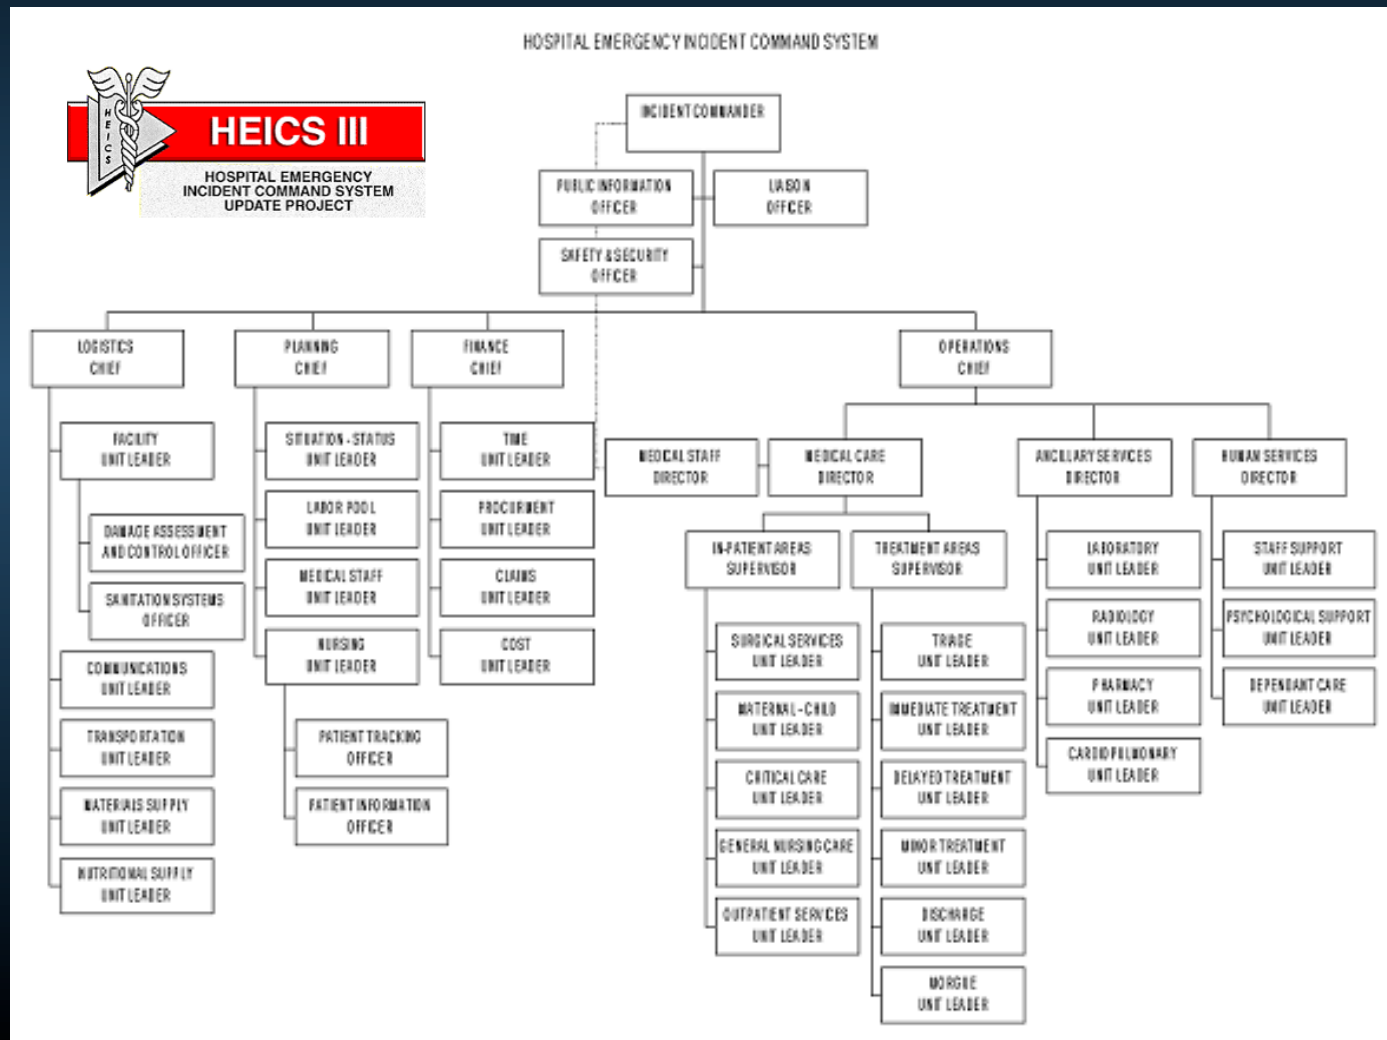 HOSPITAL EMERGENCY INCIDENT COMMAND SYSTEM
HEICS
HEICS III
HOSPITAL EMERGENCY
INCIDENT COMMAND SYSTEM
UPDATE PROJECT
INCIDENT COMMANDER
PUBLIC INFORMATION
OFFICER
LIAISON
OFFICER
SAFETY & SECURITY
OFFICER
LOGISTICS
CHIEF
PLANNING
CHIEF
FINANCE
CHIEF
OPERATIONS
CHIEF
FACILITY
UNIT LEADER
DAMAGE ASSESSMENT
AND CONTROL OFFICER
SANITATION SYSTEMS
OFFICER
COMMUNICATIONS
UNIT LEADER
TRANSPORTATION
UNIT LEADER
MATERIALS SUPPLY
UNIT LEADER
NUTRITIONAL SUPPLY
UNIT LEADER
SITUATION - STATUS
UNIT LEADER
LABOR POOL
UNIT LEADER
MEDICAL STAFF
UNIT LEADER
NURSING
UNIT LEADER
PATIENT TRACKING
OFFICER
PATIENT INFORMATION
OFFICER
TIME
UNIT LEADER
PROCURMENT
UNIT LEADER
CLAIMS
UNIT LEADER
COST
UNIT LEADER
MEDICAL STAFF
DIRECTOR
MEDICAL CARE
DIRECTOR
IN-PATIENT AREAS
SUPERVISOR
SURGICAL SERVICES
UNIT LEADER
MATERNAL - CHILD
UNIT LEADER
CRITICAL CARE
UNIT LEADER
GENERAL NURSING CARE
UNIT LEADER
OUTPATIENT SERVICES
UNIT LEADER
TREATMENT AREAS
SUPERVISOR
TRIAGE
UNIT LEADER
IMMEDIATE TREATMENT
UNIT LEADER
DELAYED TREATMENT
UNIT LEADER
MINOR TREATMENT
UNIT LEADER
DISCHARGE
UNIT LEADER
MORGUE
UNIT LEADER
ANCILLARY SERVICES
DIRECTOR
LABORATORY
UNIT LEADER
RADIOLOGY
UNIT LEADER
PHARMACY
UNIT LEADER
CARDIOPULMONARY
UNIT LEADER
HUMAN SERVICES
DIRECTOR
STAFF SUPPORT
UNIT LEADER
PSYCHOLOGICAL SUPPORT
UNIT LEADER
DEPENDANT CARE
UNIT LEADER